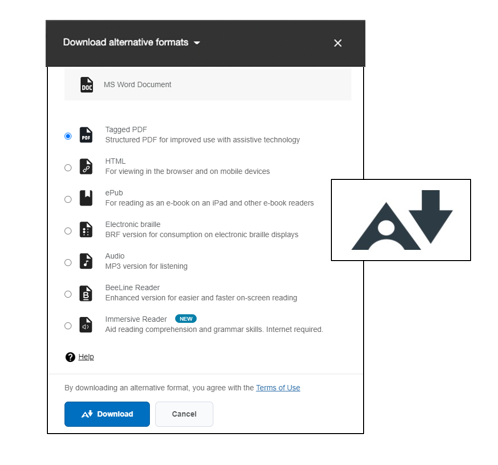 Download alternative formats
DOC MS Word Document
PDF Tagged PDF
Structured PDF for improved use with assistive technology
HTML
For viewing in the browser and on mobile devices
ePub
For reading as an e-book on an iPad and other e-book readers
Electronic braille
BRF version for consumption on electronic braille displays
Audio
MP3 version for listening
B BeeLine Reader
Enhanced version for easier and faster on-screen reading
Immersive Reader NEW
Aid reading comprehension and grammar skills. Internet required.
? Help
By downloading an alternative format, you agree with the Terms of Use
Download Cancel